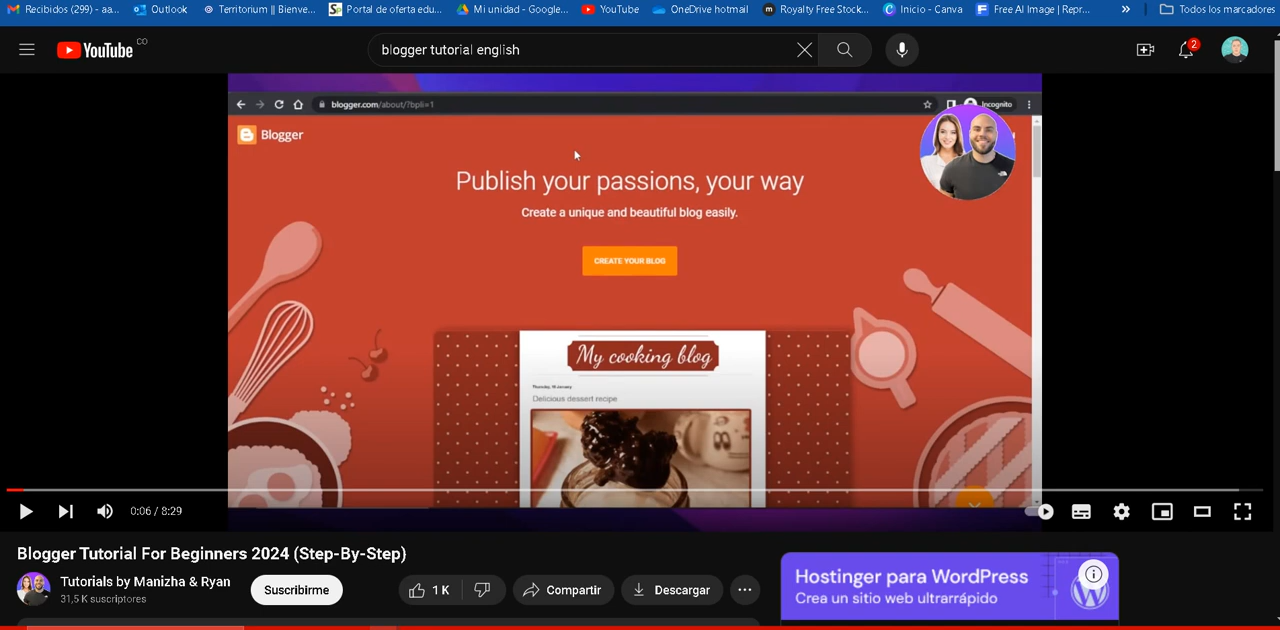 Recibidos (299) - aa...
Outlook
Territorium || Bienve...
Portal de oferta edu...
Mi unidad - Google...
YouTube
OneDrive hotmail
Royalty Free Stock...
Inicio - Canva
Free AI Image | Repr...
»
Todos los marcadores
YouTube CO
blogger tutorial english
2
blogger.com/about/?bpli=1
Incognito
Blogger
Publish your passions, your way
Create a unique and beautiful blog easily.
CREATE YOUR BLOG
My cooking blog
Thursday, 16 January
Delicious dessert recipe
0:06 / 8:29
Blogger Tutorial For Beginners 2024 (Step-By-Step)
Tutorials by Manizha & Ryan
31,5 K suscriptores
Suscribirme
1 K
Compartir
Descargar
...
Hostinger para WordPress
Crea un sitio web ultrarrápido